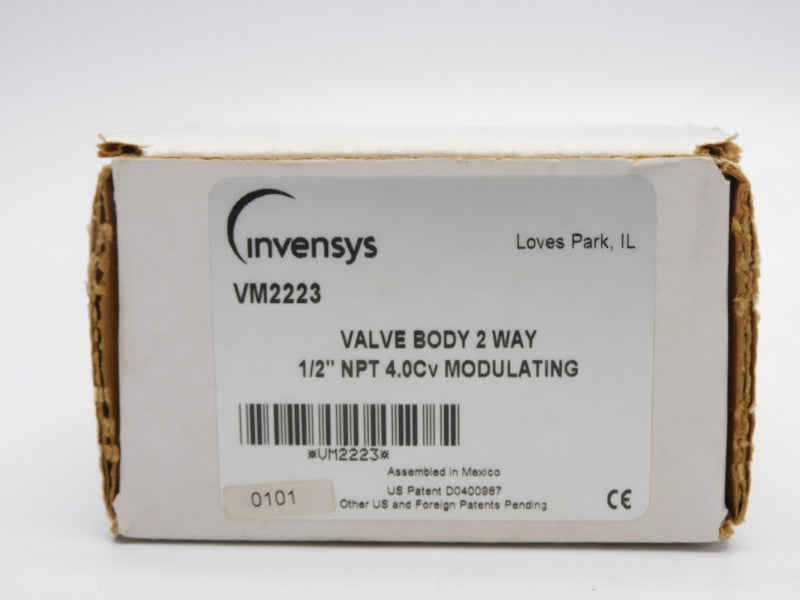 invensys
Loves Park, IL
VM2223
VALVE BODY 2 WAY
1/2" NPT 4.0Cv MODULATING
*VM2223*
Assembled in Mexico
US Patent D0400967
Other US and Foreign Patents Pending
0101
CE